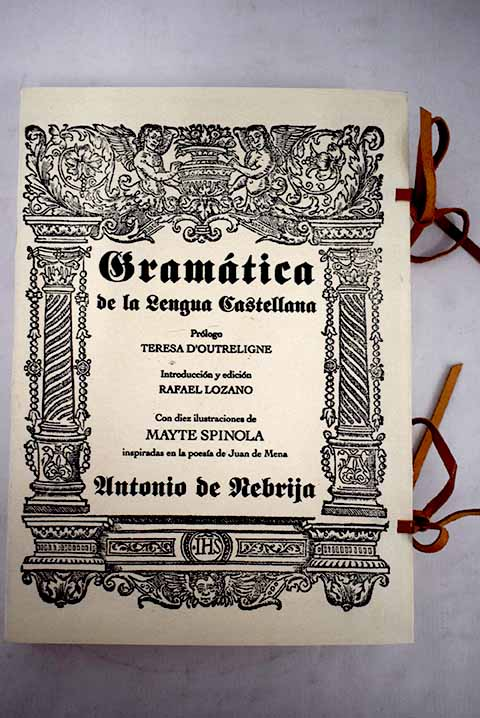 Gramática
de la Lengua Castellana
Prólogo
TERESA D'OUTRELIGNE
Introducción y edición
RAFAEL LOZANO
Con diez ilustraciones de
MAYTE SPINOLA
inspiradas en la poesía de Juan de Mena
Antonio de Nebrija
IHS